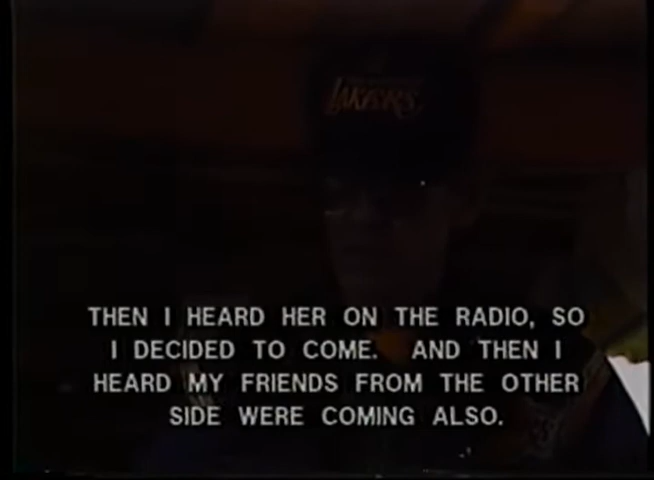 LAKERS
THEN I HEARD HER ON THE RADIO, SO
I DECIDED TO COME.  AND THEN I
HEARD MY FRIENDS FROM THE OTHER
SIDE WERE COMING ALSO.